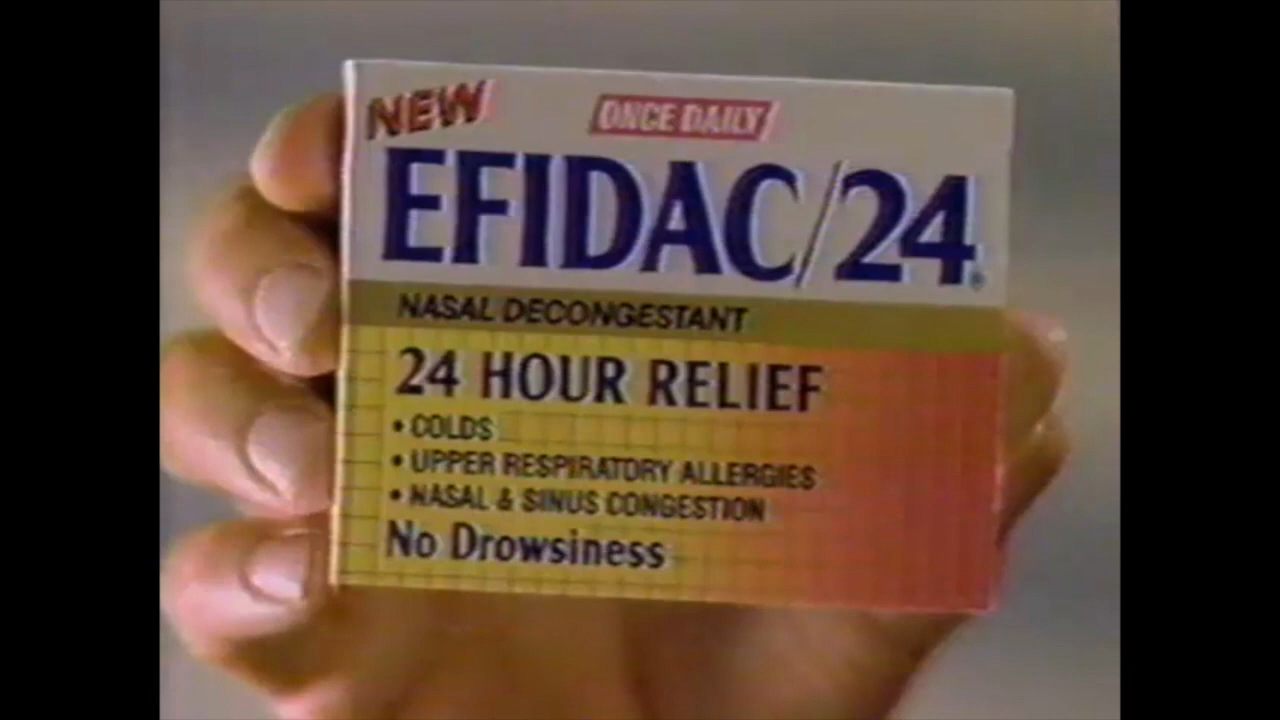 NEW
ONCE DAILY
EFIDAC/24®
NASAL DECONGESTANT
24 HOUR RELIEF
• COLDS
• UPPER RESPIRATORY ALLERGIES
• NASAL & SINUS CONGESTION
No Drowsiness